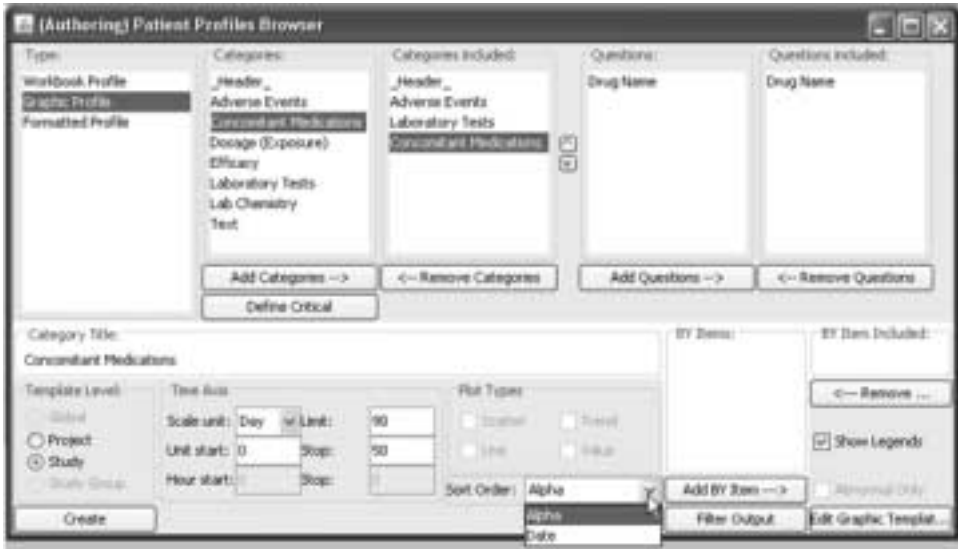 (Authoring) Patient Profiles Browser
Type:
Workbook Profile
Graphic Profile
Formatted Profile
Categories:
_Header_
Adverse Events
Concomitant Medications
Dosage (Exposure)
Efficacy
Laboratory Tests
Lab Chemistry
Text
Categories Included:
_Header_
Adverse Events
Laboratory Tests
Concomitant Medications
Questions:
Drug Name
Questions Included:
Drug Name
Add Categories -->
<-- Remove Categories
Add Questions -->
<-- Remove Questions
Define Critical
Category Title:
Concomitant Medications
BY Items:
BY Item Included:
Template Level:
Global
Project
Study
Study Group
Time Axis
Scale unit: Day Limit: 90
Unit start: 0 Stop: 90
Hour start: Stop:
Plot Types
Scatter Trend
Line Value
Sort Order: Alpha
Alpha
Date
<-- Remove ...
Show Legends
Add BY Item --->
Abnormal Only
Create
Filter Output
Edit Graphic Templat...